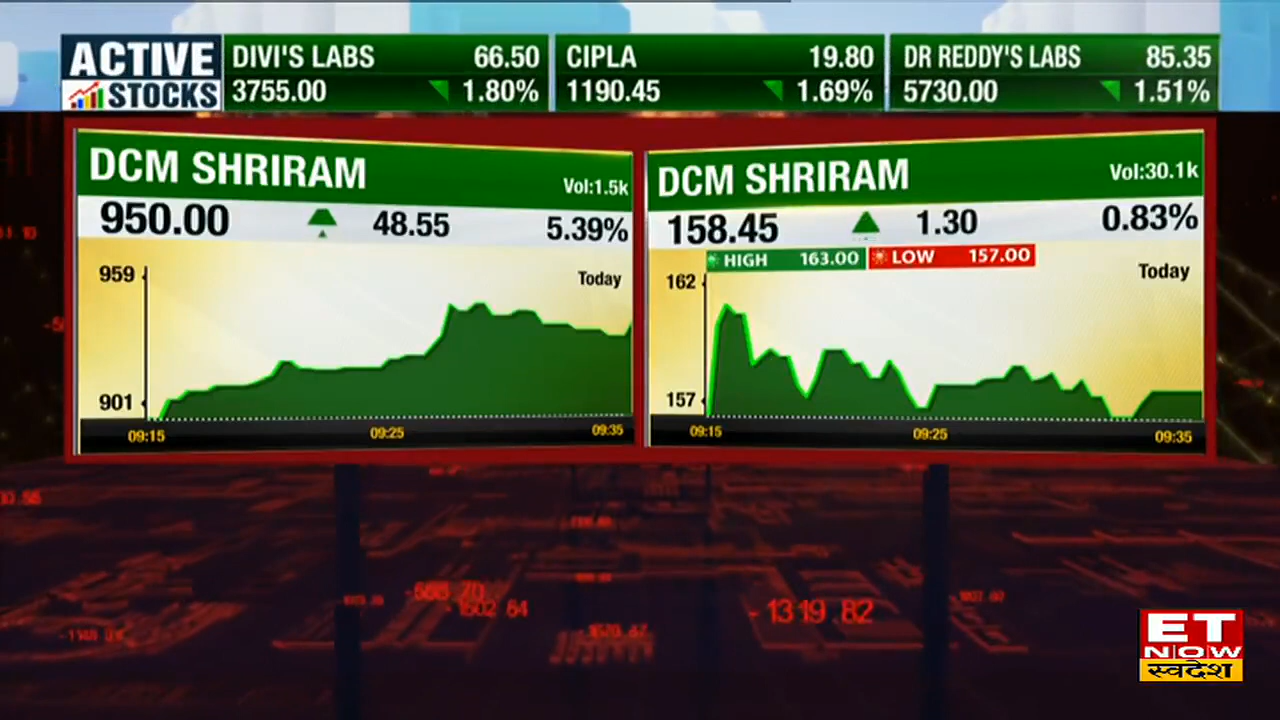 ACTIVE STOCKS
DIVI'S LABS 66.50
3755.00 1.80%
CIPLA 19.80
1190.45 1.69%
DR REDDY'S LABS 85.35
5730.00 1.51%
DCM SHRIRAM Vol:1.5k
950.00 48.55 5.39%
Today
959
901
09:15 09:25 09:35
DCM SHRIRAM Vol:30.1k
158.45 1.30 0.83%
HIGH 163.00 LOW 157.00
Today
162
157
09:15 09:25 09:35
-1319.82
ET
NOW
स्वदेश